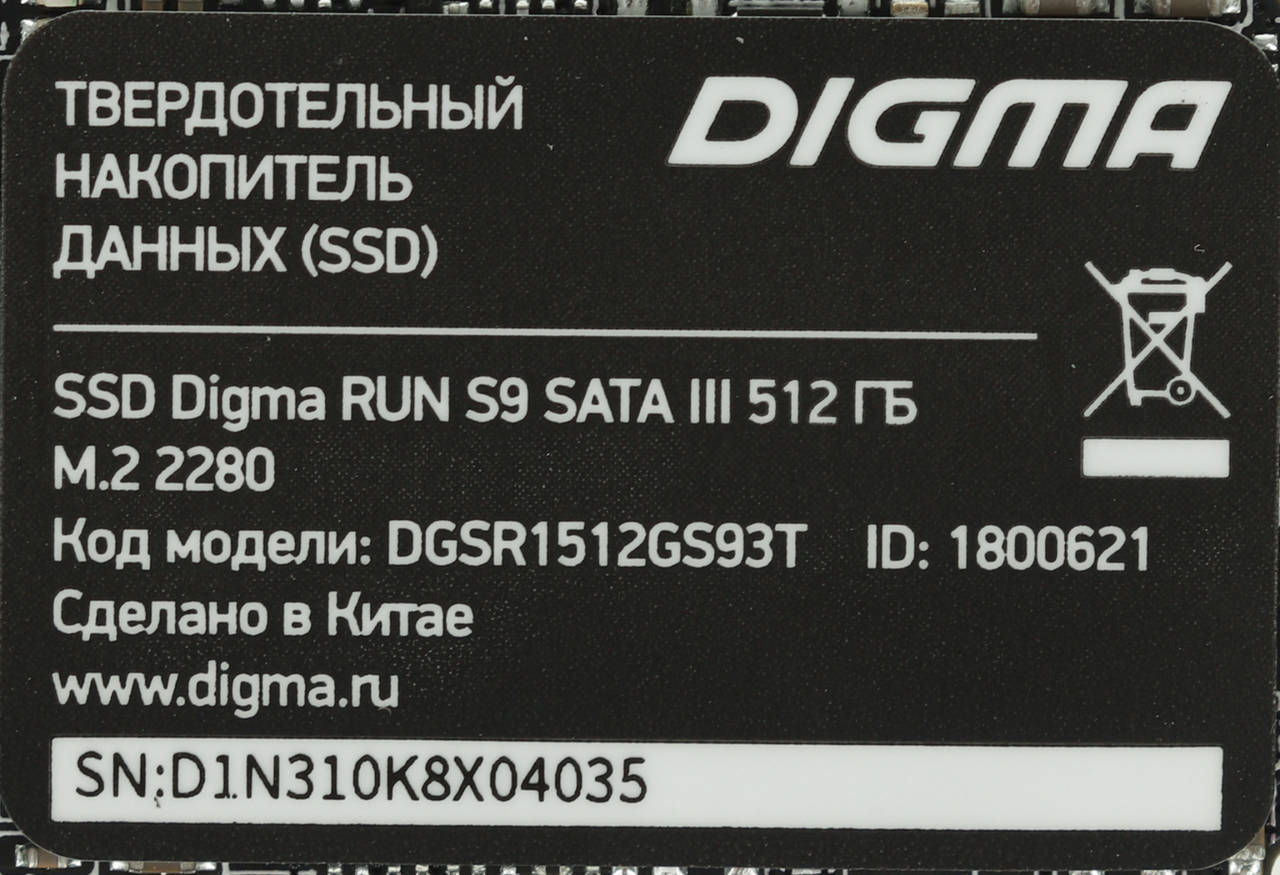 ТВЕРДОТЕЛЬНЫЙ
НАКОПИТЕЛЬ
ДАННЫХ (SSD)
DIGMA
SSD Digma RUN S9 SATA III 512 ГБ
M.2 2280
Код модели: DGSR1512GS93T ID: 1800621
Сделано в Китае
www.digma.ru
SN:D1N310K8X04035